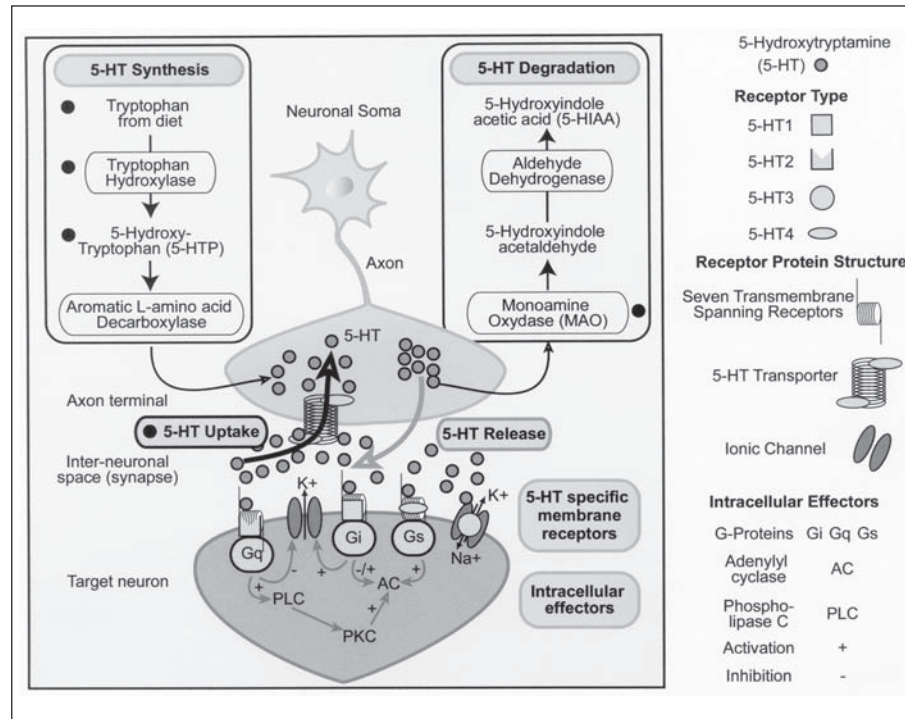 5-HT Synthesis
Tryptophan
from diet
Tryptophan
Hydroxylase
5-Hydroxy-
Tryptophan (5-HTP)
Aromatic L-amino acid
Decarboxylase
Neuronal Soma
Axon
5-HT Degradation
5-Hydroxyindole
acetic acid (5-HIAA)
Aldehyde
Dehydrogenase
5-Hydroxyindole
acetaldehyde
Monoamine
Oxydase (MAO)
5-HT
Axon terminal
5-HT Uptake
5-HT Release
Inter-neuronal
space (synapse)
K+
K+
5-HT specific
membrane
receptors
Gq
Gi
Gs
Na+
Target neuron
+
-
+
-/+
+
AC
PLC
+
PKC
Intracellular
effectors
5-Hydroxytryptamine
(5-HT)
Receptor Type
5-HT1
5-HT2
5-HT3
5-HT4
Receptor Protein Structure
Seven Transmembrane
Spanning Receptors
5-HT Transporter
Ionic Channel
Intracellular Effectors
G-Proteins Gi Gq Gs
Adenylyl
cyclase AC
Phospho-
lipase C PLC
Activation +
Inhibition -